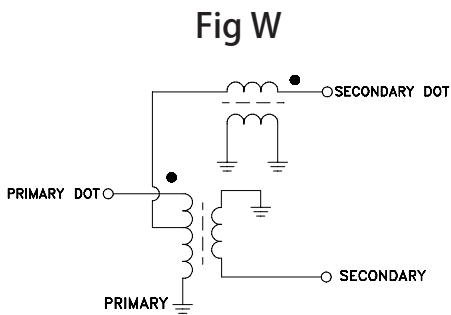 Fig W
SECONDARY DOT
PRIMARY DOT
SECONDARY
PRIMARY